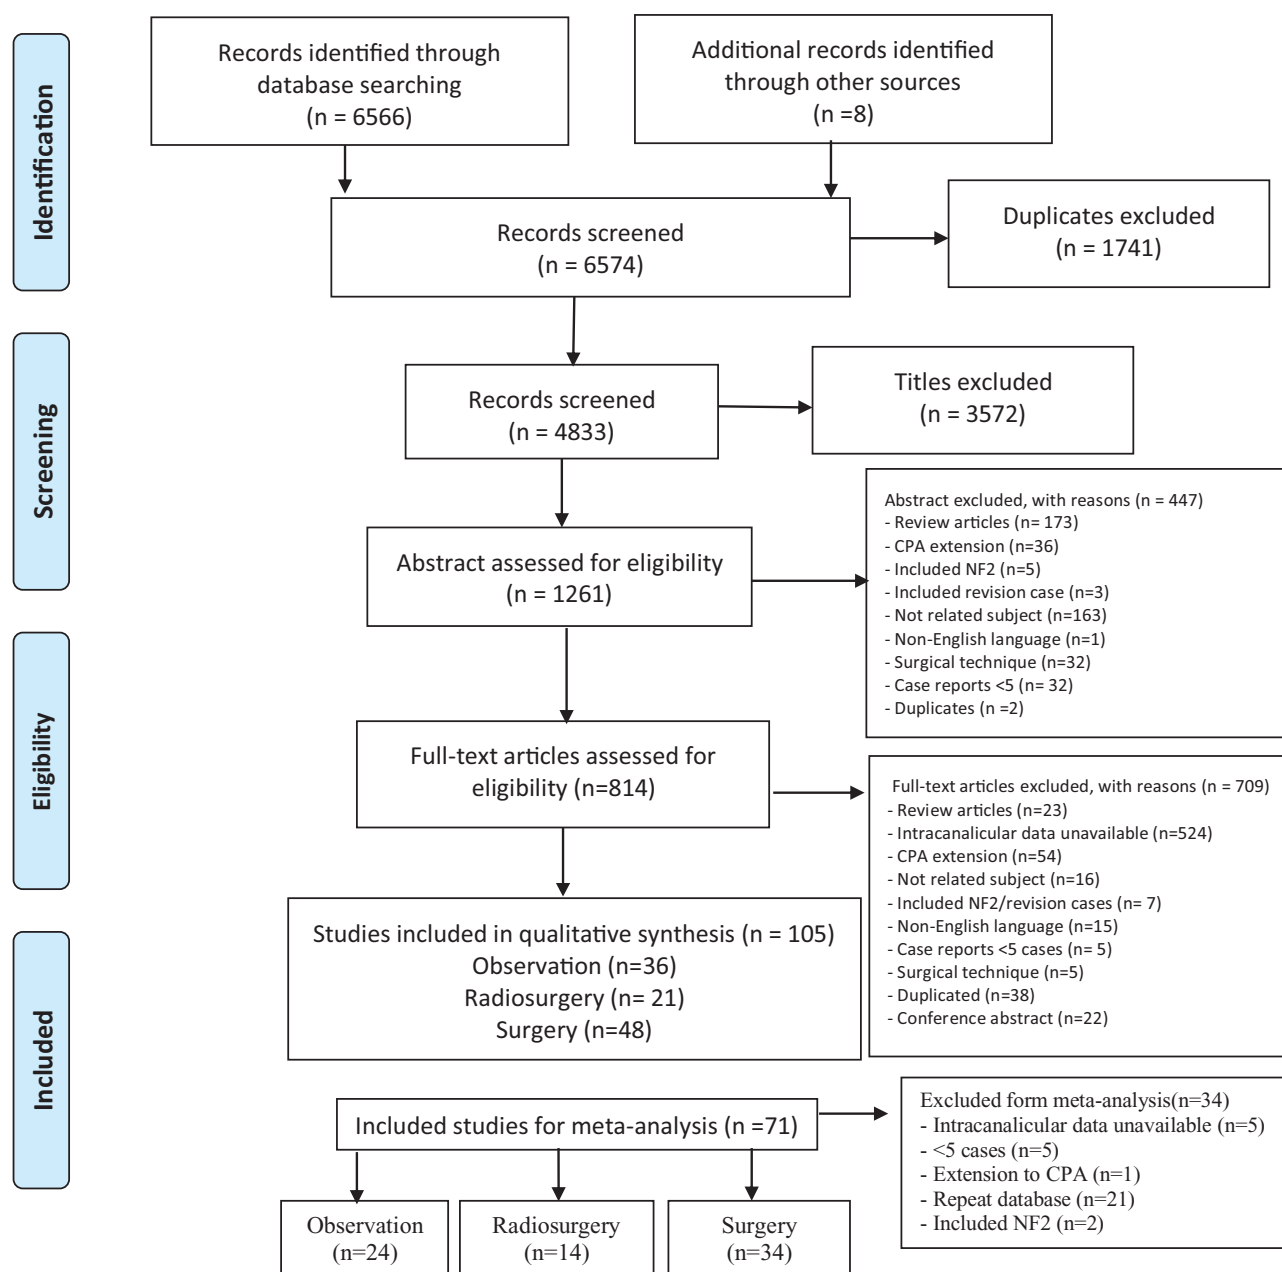 Identification
Records identified through
database searching
(n = 6566)
Additional records identified
through other sources
(n =8)
Records screened
(n = 6574)
Duplicates excluded
(n = 1741)
Screening
Records screened
(n = 4833)
Titles excluded
(n = 3572)
Abstract assessed for eligibility
(n = 1261)
Abstract excluded, with reasons (n = 447)
- Review articles (n= 173)
- CPA extension (n=36)
- Included NF2 (n=5)
- Included revision case (n=3)
- Not related subject (n=163)
- Non-English language (n=1)
- Surgical technique (n=32)
- Case reports <5 (n= 32)
- Duplicates (n =2)
Eligibility
Full-text articles assessed for
eligibility (n=814)
Full-text articles excluded, with reasons (n = 709)
- Review articles (n=23)
- Intracanalicular data unavailable (n=524)
- CPA extension (n=54)
- Not related subject (n=16)
- Included NF2/revision cases (n= 7)
- Non-English language (n=15)
- Case reports <5 cases (n= 5)
- Surgical technique (n=5)
- Duplicated (n=38)
- Conference abstract (n=22)
Included
Studies included in qualitative synthesis (n = 105)
Observation (n=36)
Radiosurgery (n= 21)
Surgery (n=48)
Included studies for meta-analysis (n =71)
Excluded form meta-analysis(n=34)
- Intracanalicular data unavailable (n=5)
- <5 cases (n=5)
- Extension to CPA (n=1)
- Repeat database (n=21)
- Included NF2 (n=2)
Observation
(n=24)
Radiosurgery
(n=14)
Surgery
(n=34)